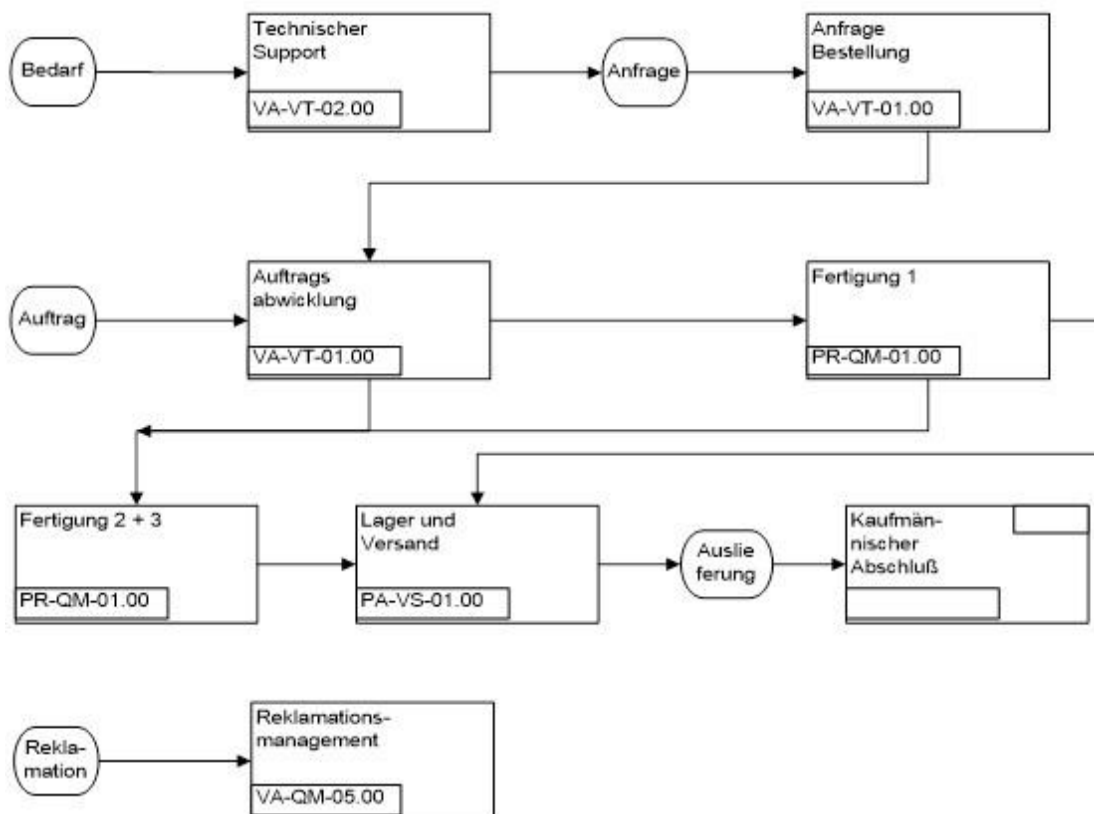 Bedarf
Technischer
Support
VA-VT-02.00
Anfrage
Anfrage
Bestellung
VA-VT-01.00
Auftrag
Auftrags
abwicklung
VA-VT-01.00
Fertigung 1
PR-QM-01.00
Fertigung 2 + 3
PR-QM-01.00
Lager und
Versand
PA-VS-01.00
Auslie
ferung
Kaufmän-
nischer
Abschluß
Rekla-
mation
Reklamations-
management
VA-QM-05.00